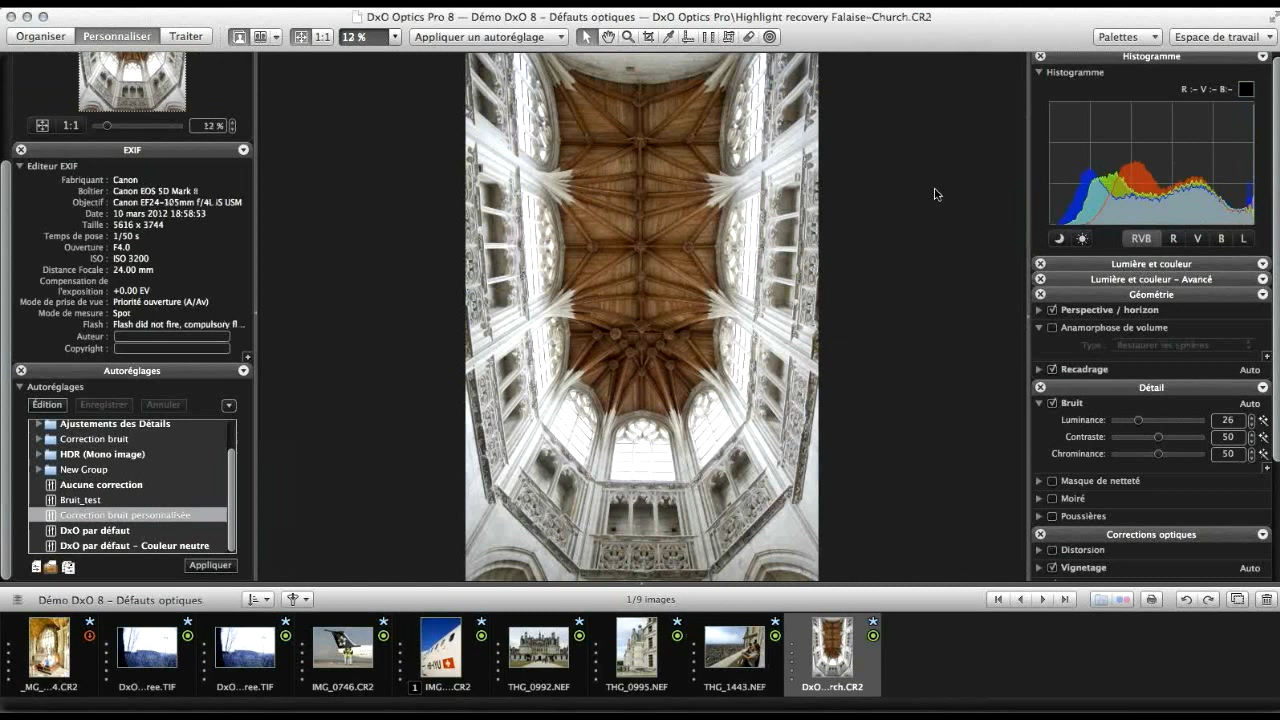 DxO Optics Pro 8 — Démo DxO 8 – Défauts optiques — DxO Optics Pro\Highlight recovery Falaise-Church.CR2
Organiser Personnaliser Traiter 1:1 12 % Appliquer un autoréglage Palettes Espace de travail
1:1 12 %
EXIF
Editeur EXIF
Fabriquant : Canon
Boîtier : Canon EOS 5D Mark II
Objectif : Canon EF24-105mm f/4L IS USM
Date : 10 mars 2012 18:58:53
Taille : 5616 x 3744
Temps de pose : 1/50 s
Ouverture : F4.0
ISO : ISO 3200
Distance Focale : 24.00 mm
Compensation de
l'exposition : +0.00 EV
Mode de prise de vue : Priorité ouverture (A/Av)
Mode de mesure : Spot
Flash : Flash did not fire, compulsory fl...
Auteur :
Copyright :
Autoréglages
Autoréglages
Édition Enregistrer Annuler
Ajustements des Détails
Correction bruit
HDR (Mono image)
New Group
Aucune correction
Bruit_test
Correction bruit personnalisée
DxO par défaut
DxO par défaut – Couleur neutre
Appliquer
Histogramme
Histogramme
R :– V :– B:–
RVB R V B L
Lumière et couleur
Lumière et couleur – Avancé
Géométrie
Perspective / horizon
Anamorphose de volume
Type : Restaurer les sphères
Recadrage Auto
Détail
Bruit Auto
Luminance: 26
Contraste: 50
Chrominance: 50
Masque de netteté
Moiré
Poussières
Corrections optiques
Distorsion
Vignetage Auto
Démo DxO 8 – Défauts optiques 1/9 images
_MG_...4.CR2 DxO...ree.TIF DxO...ree.TIF IMG_0746.CR2 1 IMG....CR2 THG_0992.NEF THG_0995.NEF THG_1443.NEF DxO...rch.CR2